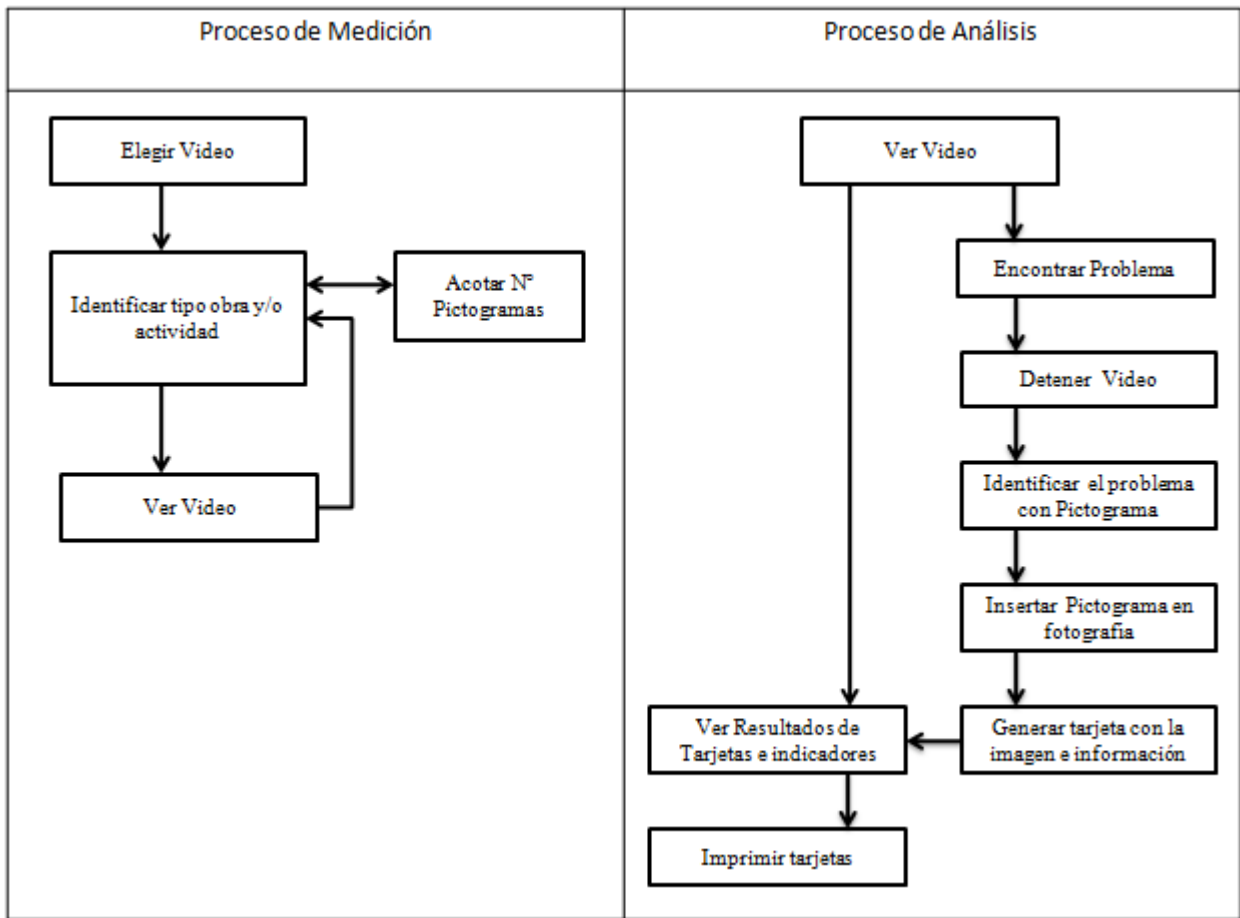 Proceso de Medición
Proceso de Análisis
Elegir Video
Identificar tipo obra y/o
actividad
Acotar N°
Pictogramas
Ver Video
Ver Video
Encontrar Problema
Detener Video
Identificar el problema
con Pictograma
Insertar Pictograma en
fotografía
Generar tarjeta con la
imagen e información
Ver Resultados de
Tarjetas e indicadores
Imprimir tarjetas